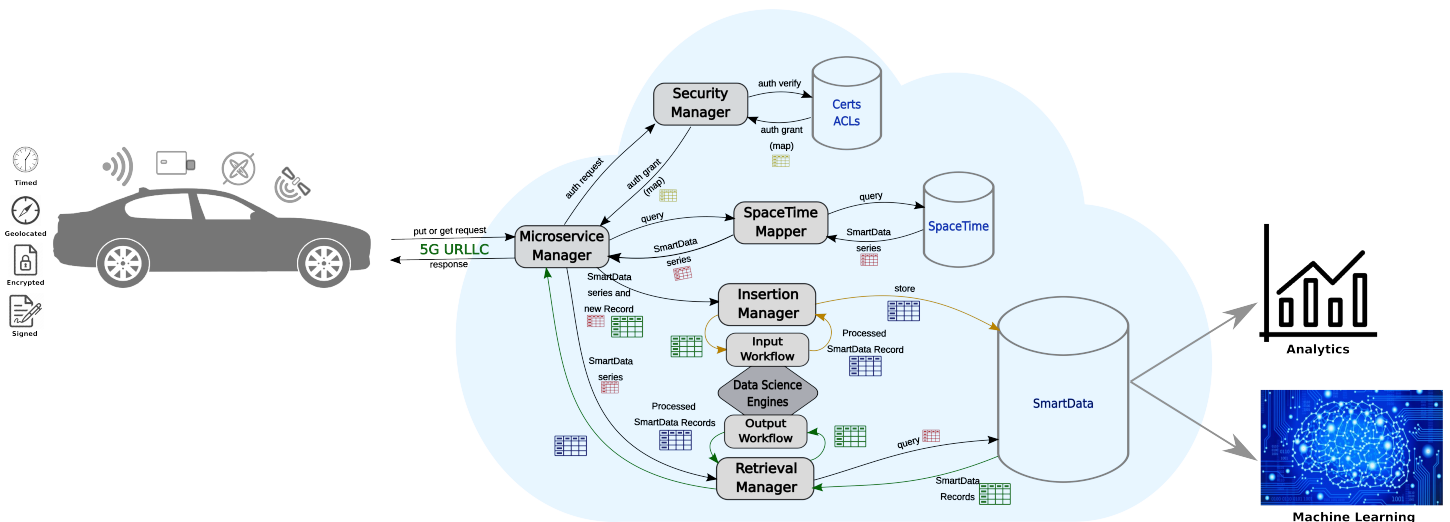 Timed
Geolocated
Encrypted
Signed
put or get request
5G URLLC
response
Microservice
Manager
auth request
auth grant
(map)
Security
Manager
auth verify
auth grant
(map)
Certs
ACLs
query
SmartData
series
SpaceTime
Mapper
query
SmartData
series
SpaceTime
SmartData
series and
new Record
Insertion
Manager
store
Input
Workflow
Processed
SmartData Record
Data Science
Engines
SmartData
series
Processed
SmartData Records
Output
Workflow
Retrieval
Manager
query
SmartData
Records
SmartData
Analytics
1001
Machine Learning